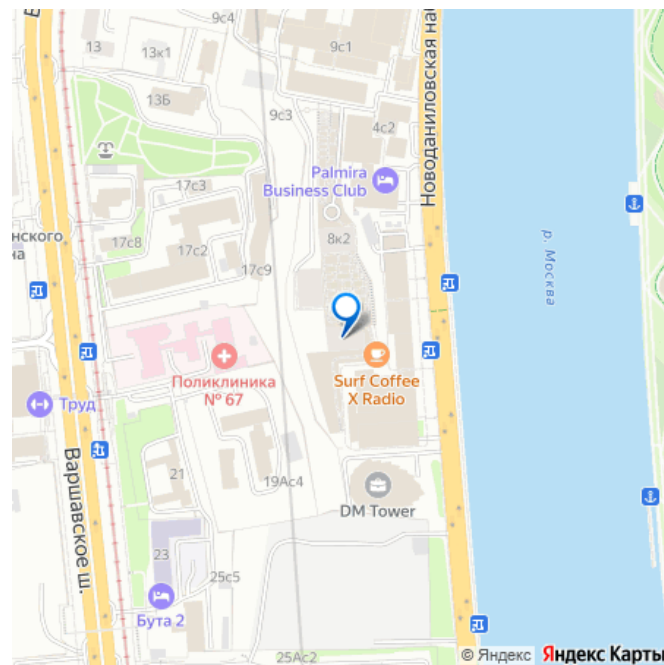 9с4
9с1
13
13к1
13Б
9с3
4с2
Palmira
Business Club
Новоданиловская наб
17с3
8к2
нского
на
17с8
17с2
17с9
р. Москва
Поликлиника
№ 67
Surf Coffee
X Radio
Труд
Варшавское ш.
21
19Ас4
DM Tower
23
25с5
Бута 2
25Ас2
© Яндекс Яндекс Карты